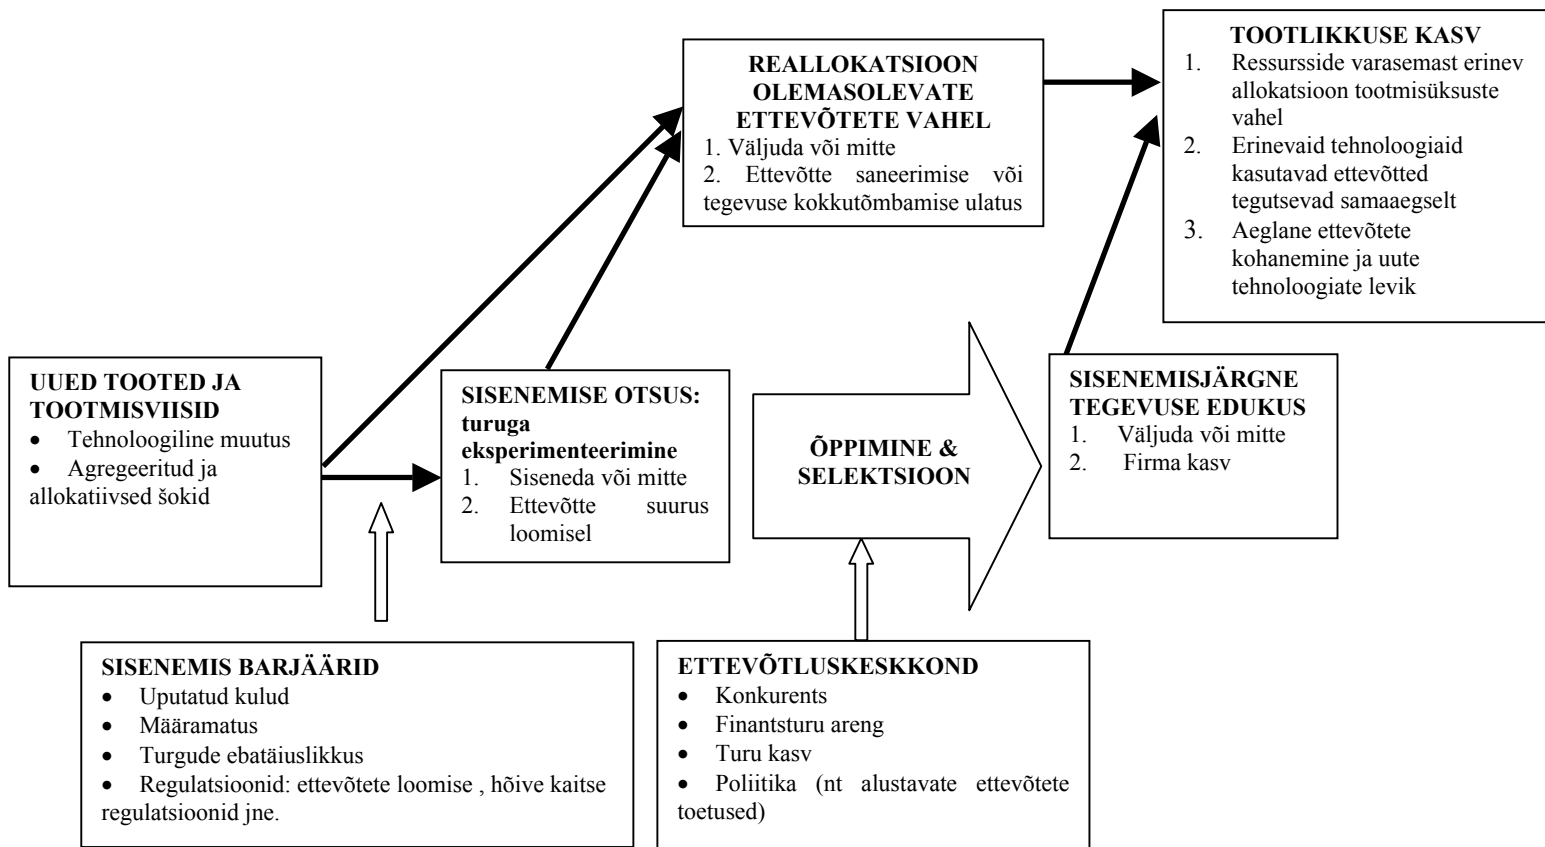 UUED TOOTED JA
TOOTMISVIISID
• Tehnoloogiline muutus
• Agregeeritud ja
allokatiivsed šokid
SISENEMISE OTSUS:
turuga
eksperimenteerimine
1. Siseneda või mitte
2. Ettevõtte suurus
loomisel
REALLOKATSIOON
OLEMASOLEVATE
ETTEVÕTETE VAHEL
1. Väljuda või mitte
2. Ettevõtte saneerimise või
tegevuse kokkutõmbamise ulatus
TOOTLIKKUSE KASV
1. Ressursside varasemast erinev
allokatsioon tootmisüksuste
vahel
2. Erinevaid tehnoloogiaid
kasutavad ettevõtted
tegutsevad samaaegselt
3. Aeglane ettevõtete
kohanemine ja uute
tehnoloogiate levik
ÕPPIMINE &
SELEKTSIOON
SISENEMISJÄRGNE
TEGEVUSE EDUKUS
1. Väljuda või mitte
2. Firma kasv
SISENEMIS BARJÄÄRID
• Uputatud kulud
• Määramatus
• Turgude ebatäiuslikkus
• Regulatsioonid: ettevõtete loomise , hõive kaitse
regulatsioonid jne.
ETTEVÕTLUSKESKKOND
• Konkurents
• Finantsturu areng
• Turu kasv
• Poliitika (nt alustavate ettevõtete
toetused)